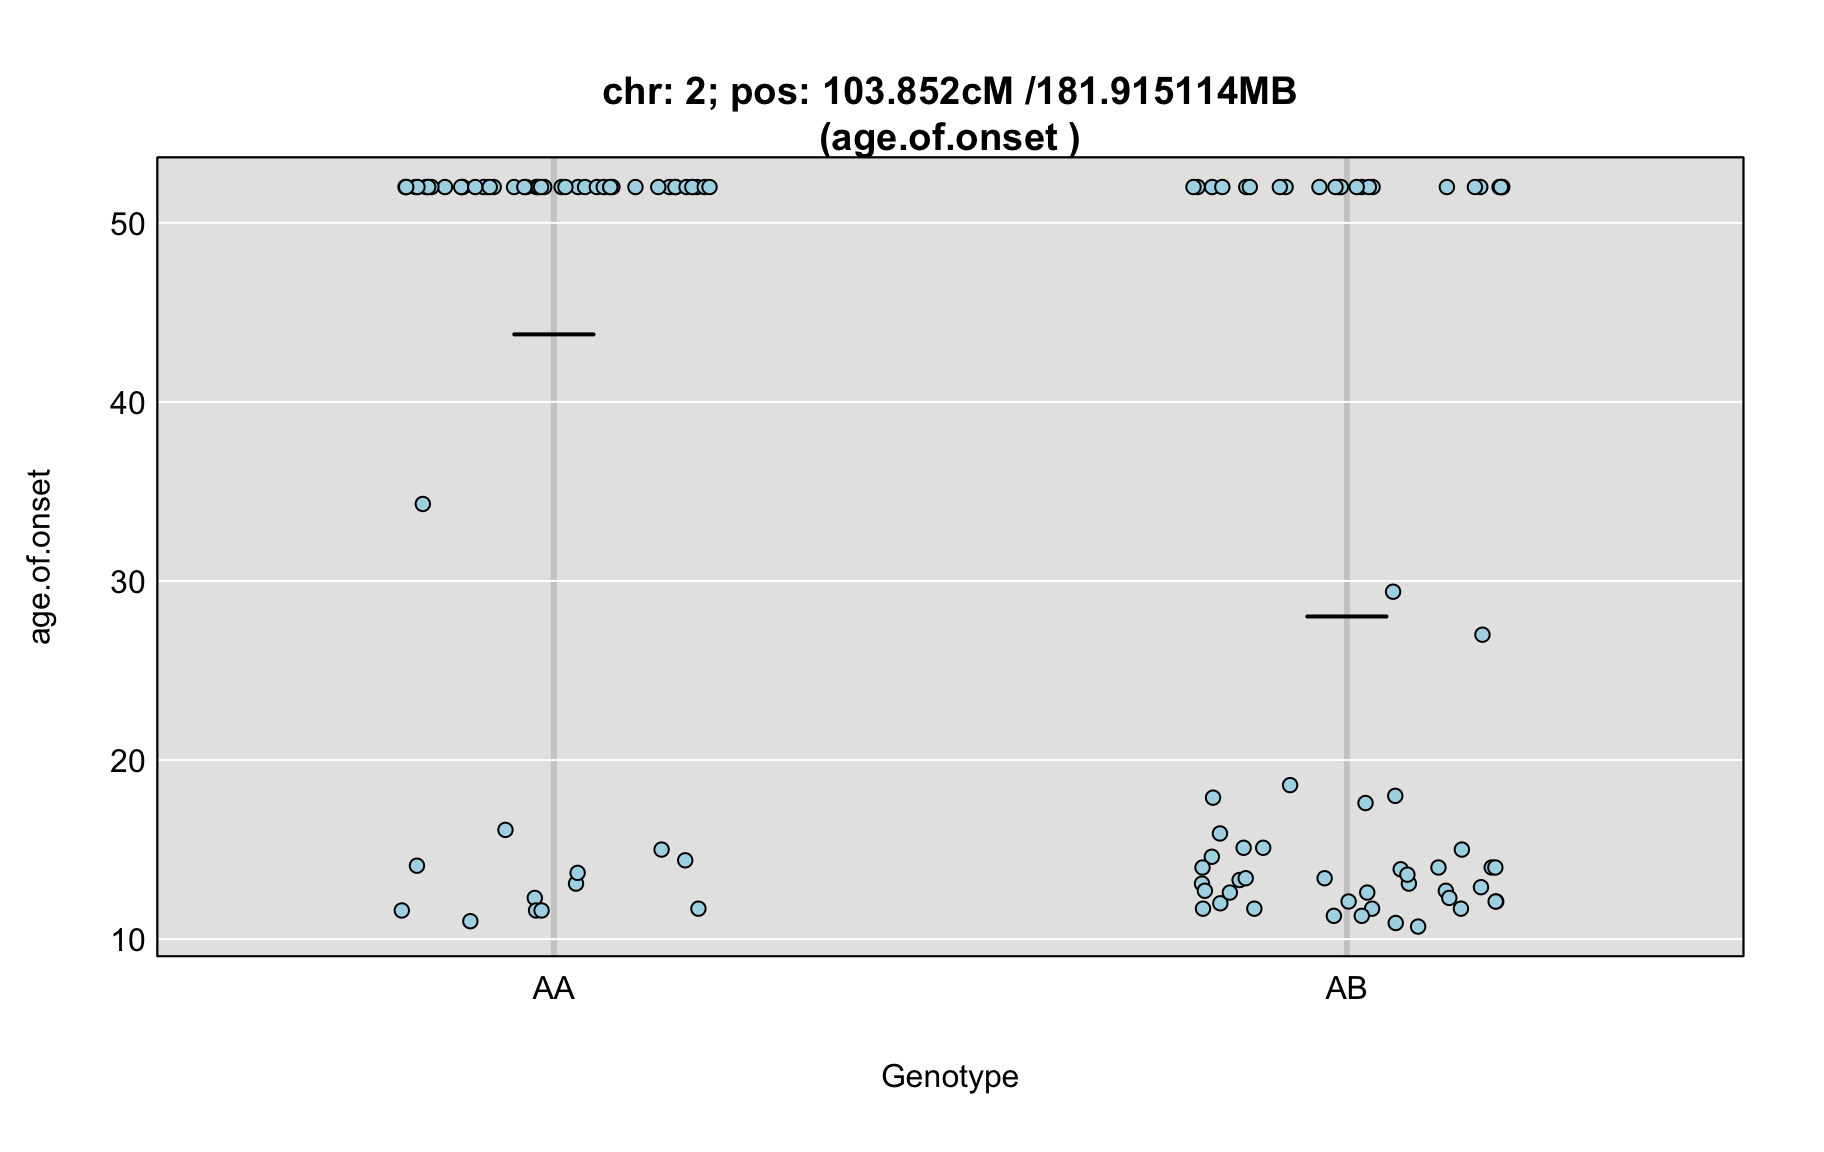 chr: 2; pos: 103.852cM /181.915114MB
(age.of.onset )
age.of.onset
50
40
30
20
10
AA AB
Genotype